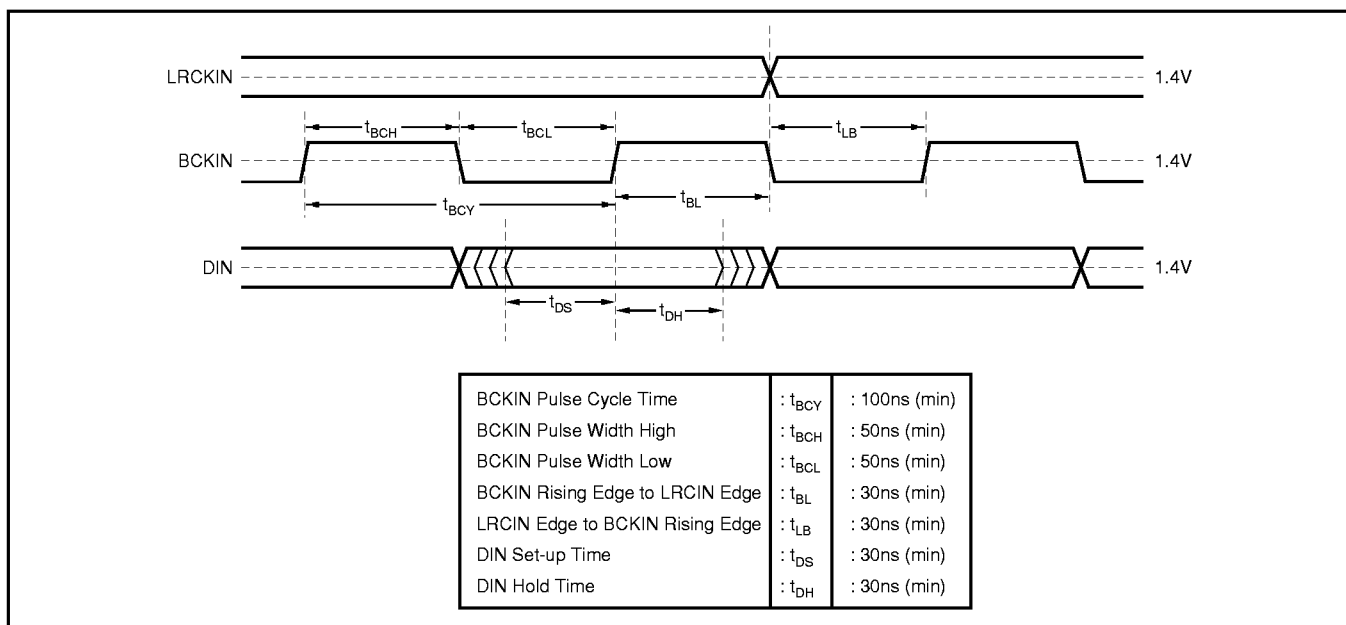 LRCKIN 1.4V
tBCH tBCL tLB
BCKIN 1.4V
tBCY tBL
DIN 1.4V
tDS tDH
BCKIN Pulse Cycle Time : tBCY : 100ns (min)
BCKIN Pulse Width High : tBCH : 50ns (min)
BCKIN Pulse Width Low : tBCL : 50ns (min)
BCKIN Rising Edge to LRCIN Edge : tBL : 30ns (min)
LRCIN Edge to BCKIN Rising Edge : tLB : 30ns (min)
DIN Set-up Time : tDS : 30ns (min)
DIN Hold Time : tDH : 30ns (min)